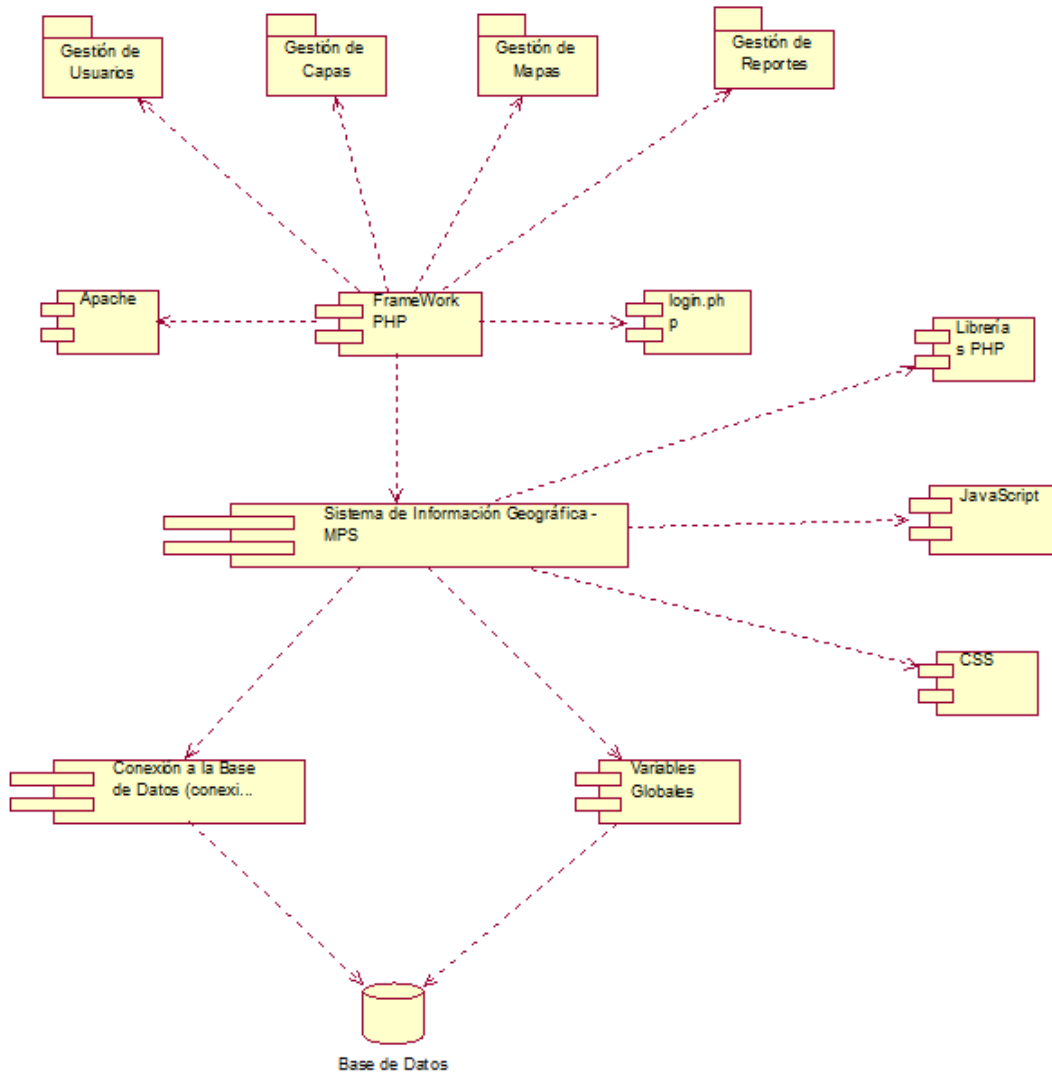 Gestión de
Usuarios
Gestión de
Capas
Gestión de
Mapas
Gestión de
Reportes
Apache
FrameWork
PHP
login.ph
p
Librería
s PHP
Sistema de Información Geográfica -
MPS
JavaScript
CSS
Conexión a la Base
de Datos (conexi...
Variables
Globales
Base de Datos